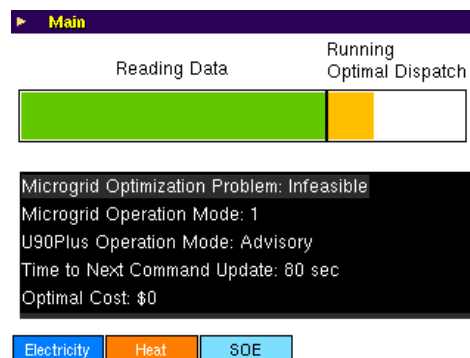 Main
Reading Data
Running
Optimal Dispatch
Microgrid Optimization Problem: Infeasible
Microgrid Operation Mode: 1
U90Plus Operation Mode: Advisory
Time to Next Command Update: 80 sec
Optimal Cost: $0
Electricity Heat SOE